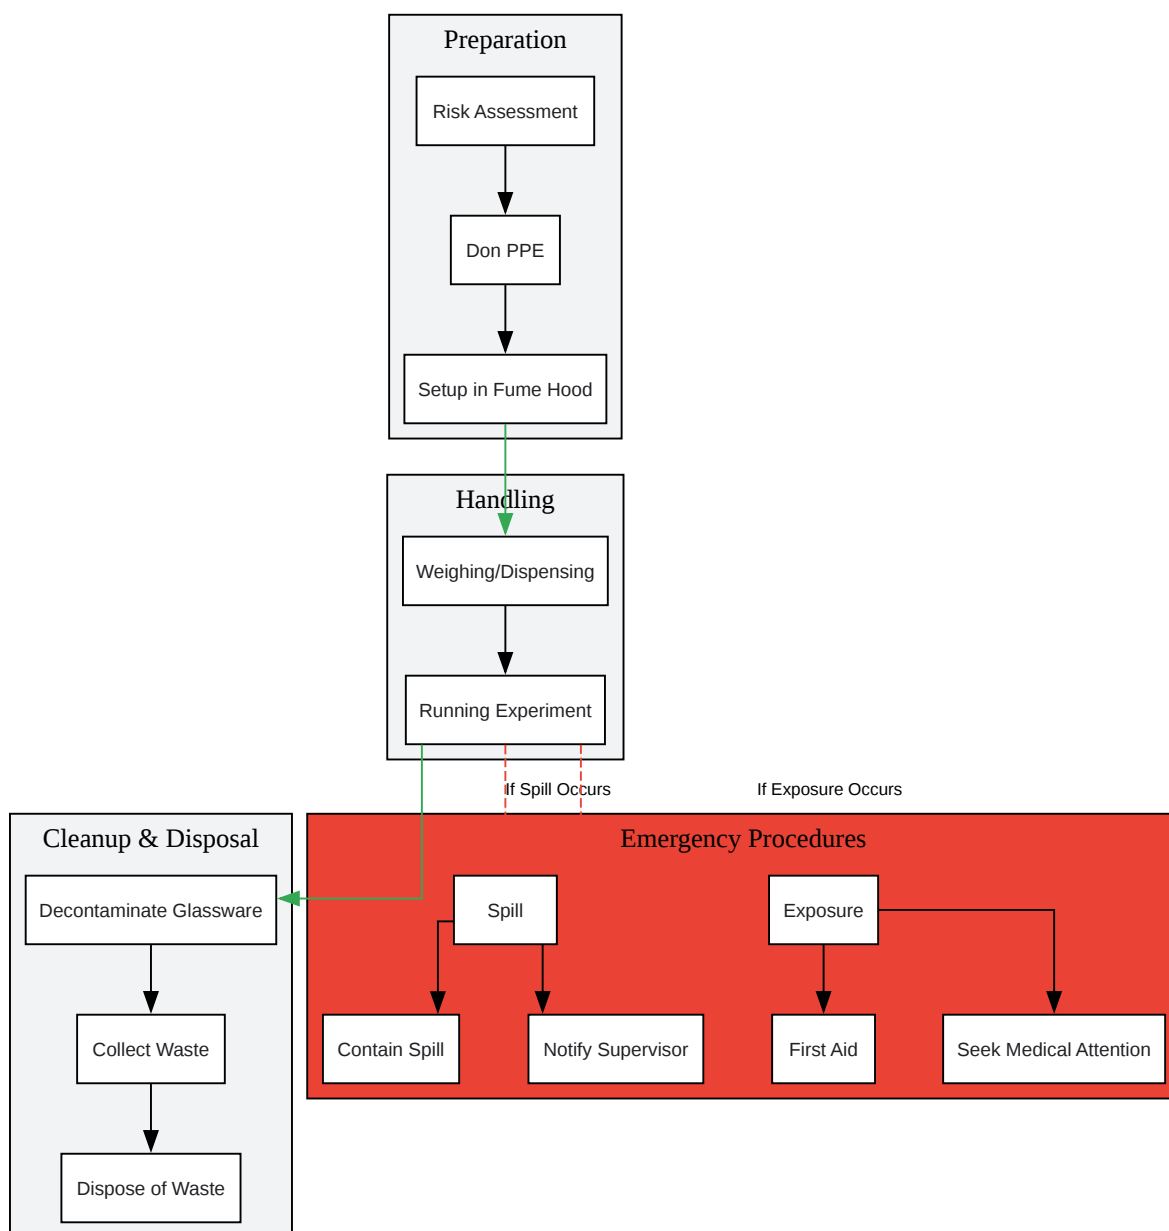 Preparation
Risk Assessment
Don PPE
Setup in Fume Hood
Handling
Weighing/Dispensing
Running Experiment
If Spill Occurs
If Exposure Occurs
Cleanup & Disposal
Decontaminate Glassware
Collect Waste
Dispose of Waste
Emergency Procedures
Spill
Exposure
Contain Spill
Notify Supervisor
First Aid
Seek Medical Attention